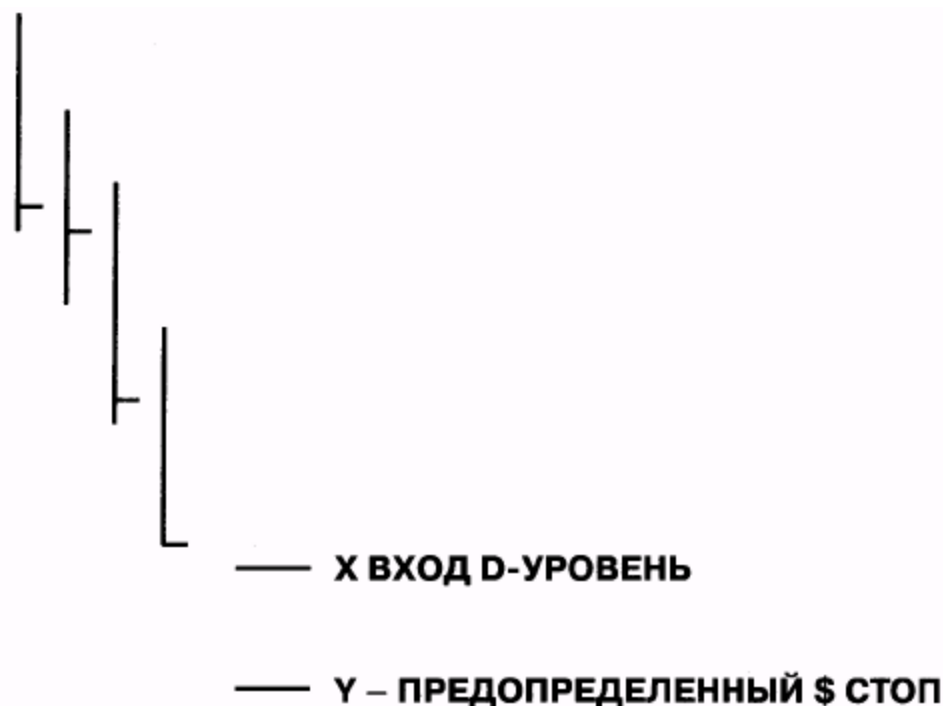 X ВХОД D-УРОВЕНЬ
Y – ПРЕДОПРЕДЕЛЕННЫЙ $ СТОП